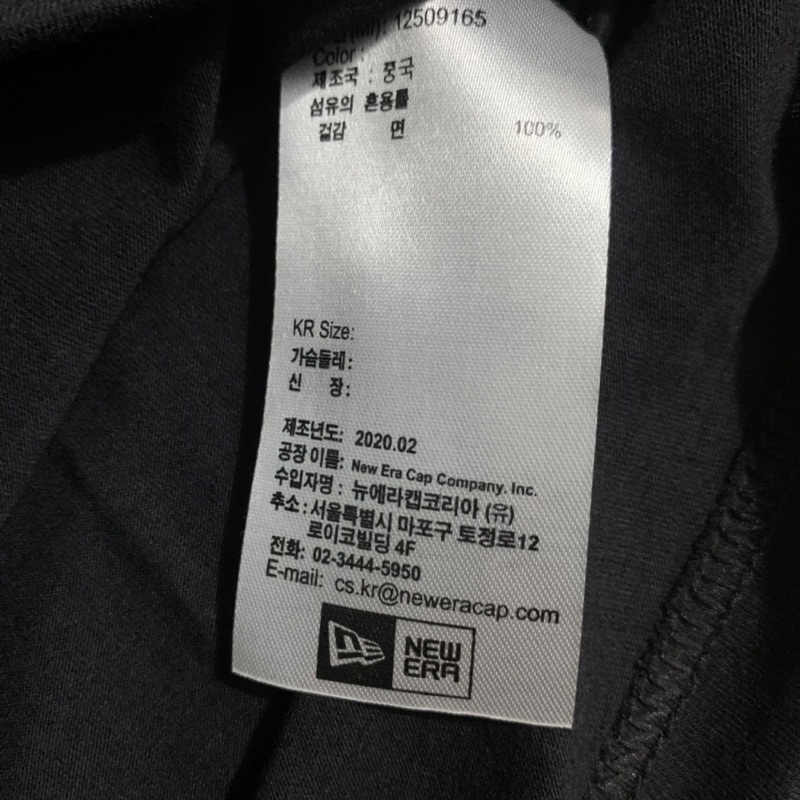 12509165
Color :
제조국 : 중국
섬유의 혼용률
겉감 면 100%
KR Size:
가슴둘레:
신 장:
제조년도: 2020.02
공장이름: New Era Cap Company. Inc.
수입자명 : 뉴에라캡코리아 (유)
추소 : 서울특별시 마포구 토정로12
로이코빌딩 4F
전화: 02-3444-5950
E-mail: cs.kr@neweracap.com
NEW
ERA